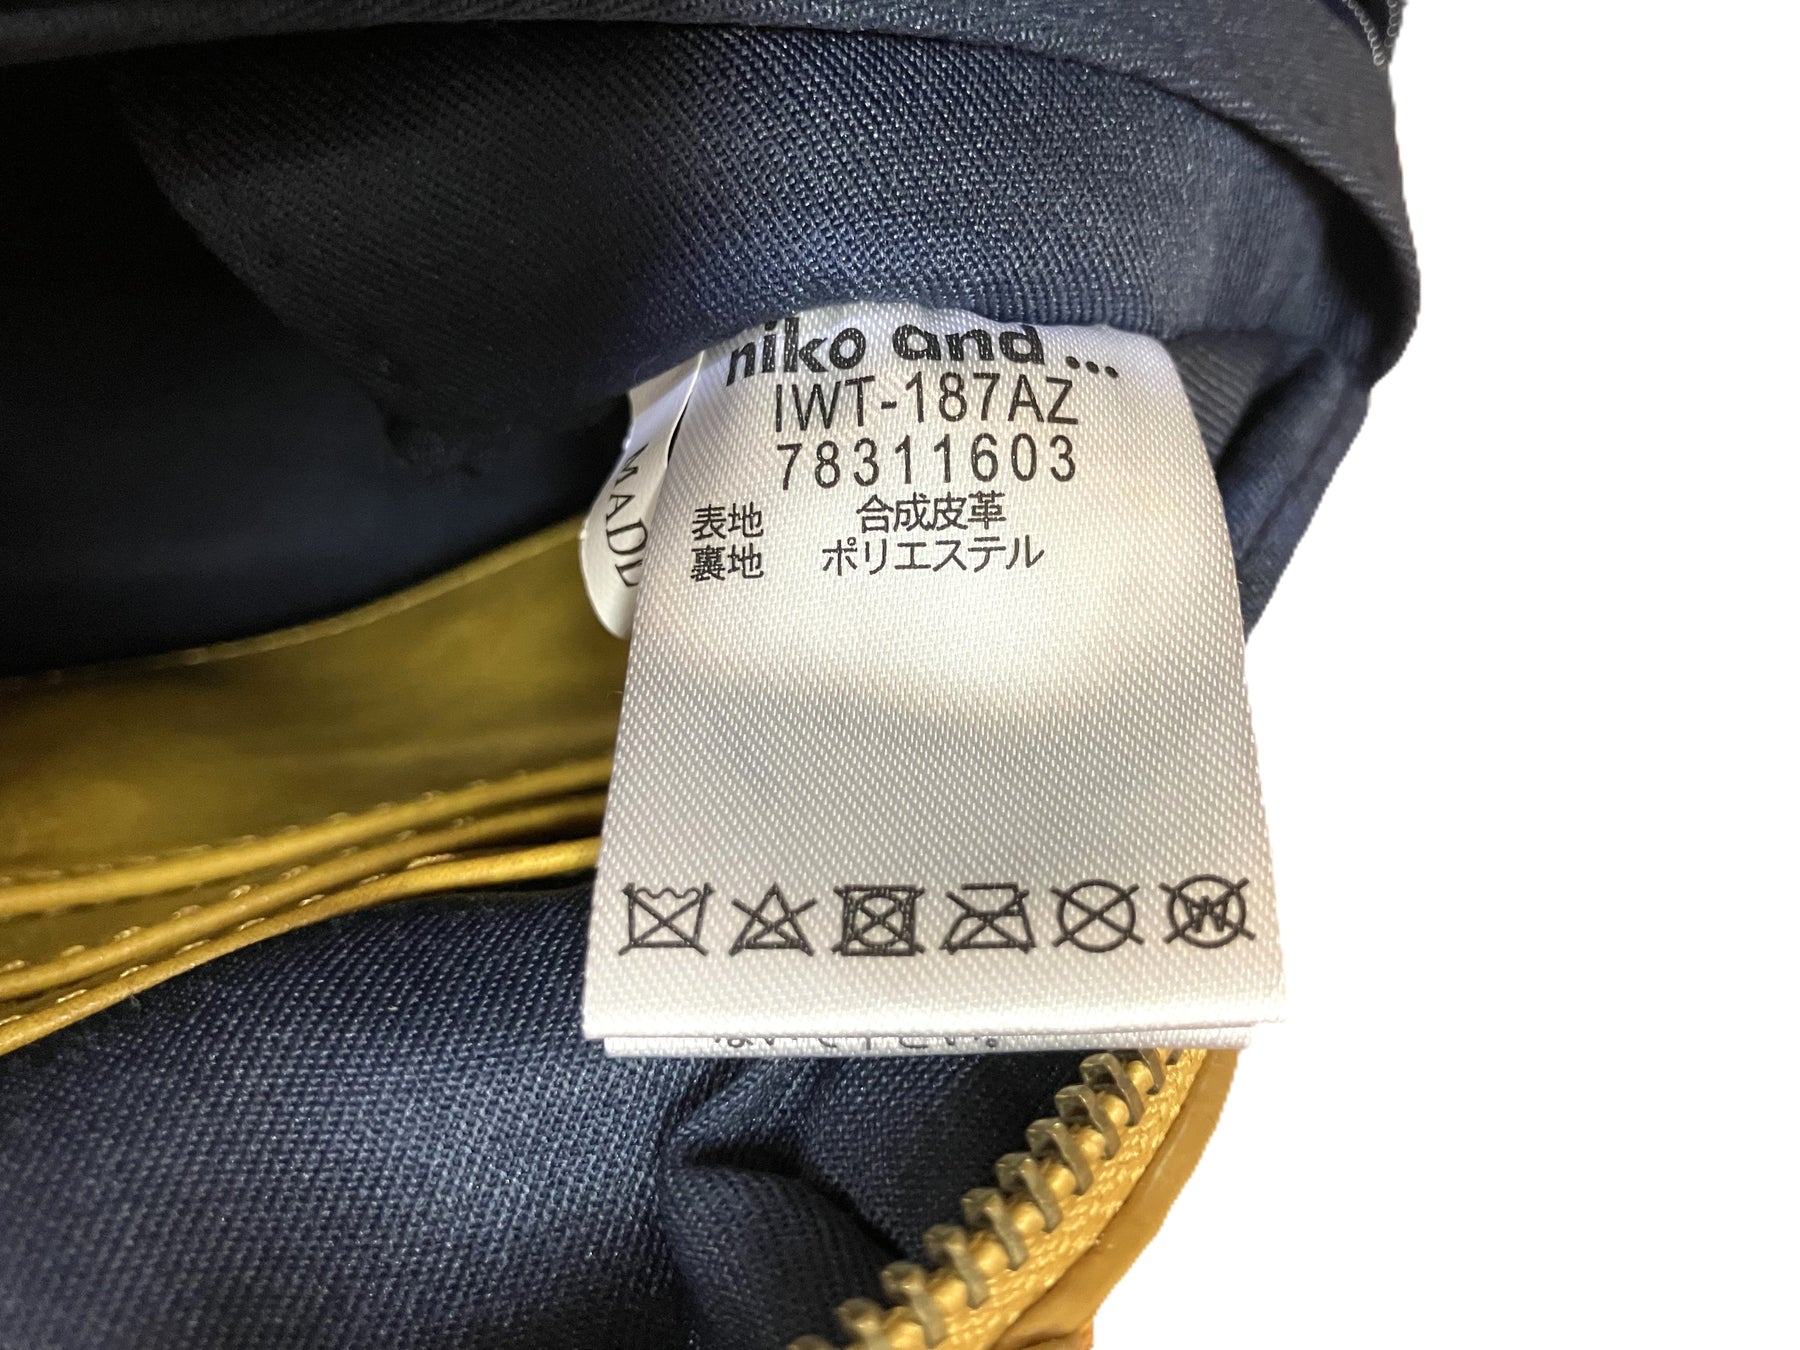 niko and...
IWT-187AZ
78311603
表地 合成皮革
裏地 ポリエステル
MADE